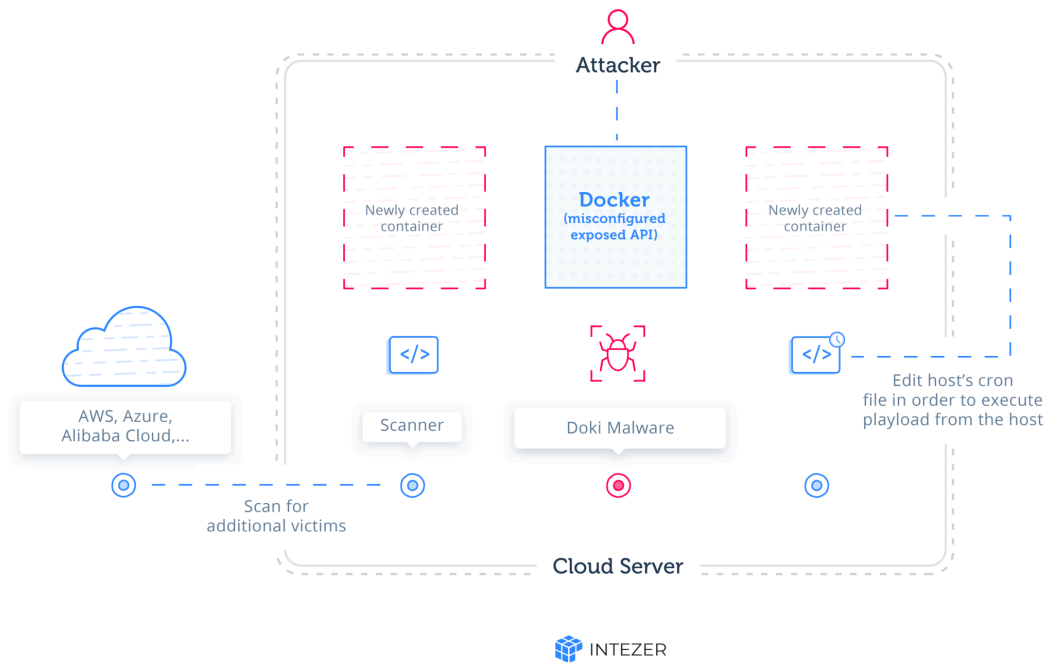 Attacker
Newly created
container
Docker
(misconfigured
exposed API)
Newly created
container
</>
</>
Edit host's cron
file in order to execute
playload from the host
AWS, Azure,
Alibaba Cloud,...
Scanner
Doki Malware
Scan for
additional victims
Cloud Server
INTEZER